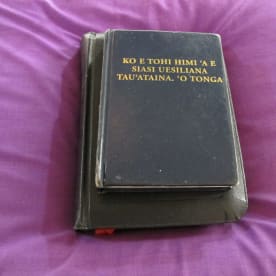 KO E TOHI HIMI 'A E
SIASI UESILIANA
TAU'ATAINA. 'O TONGA